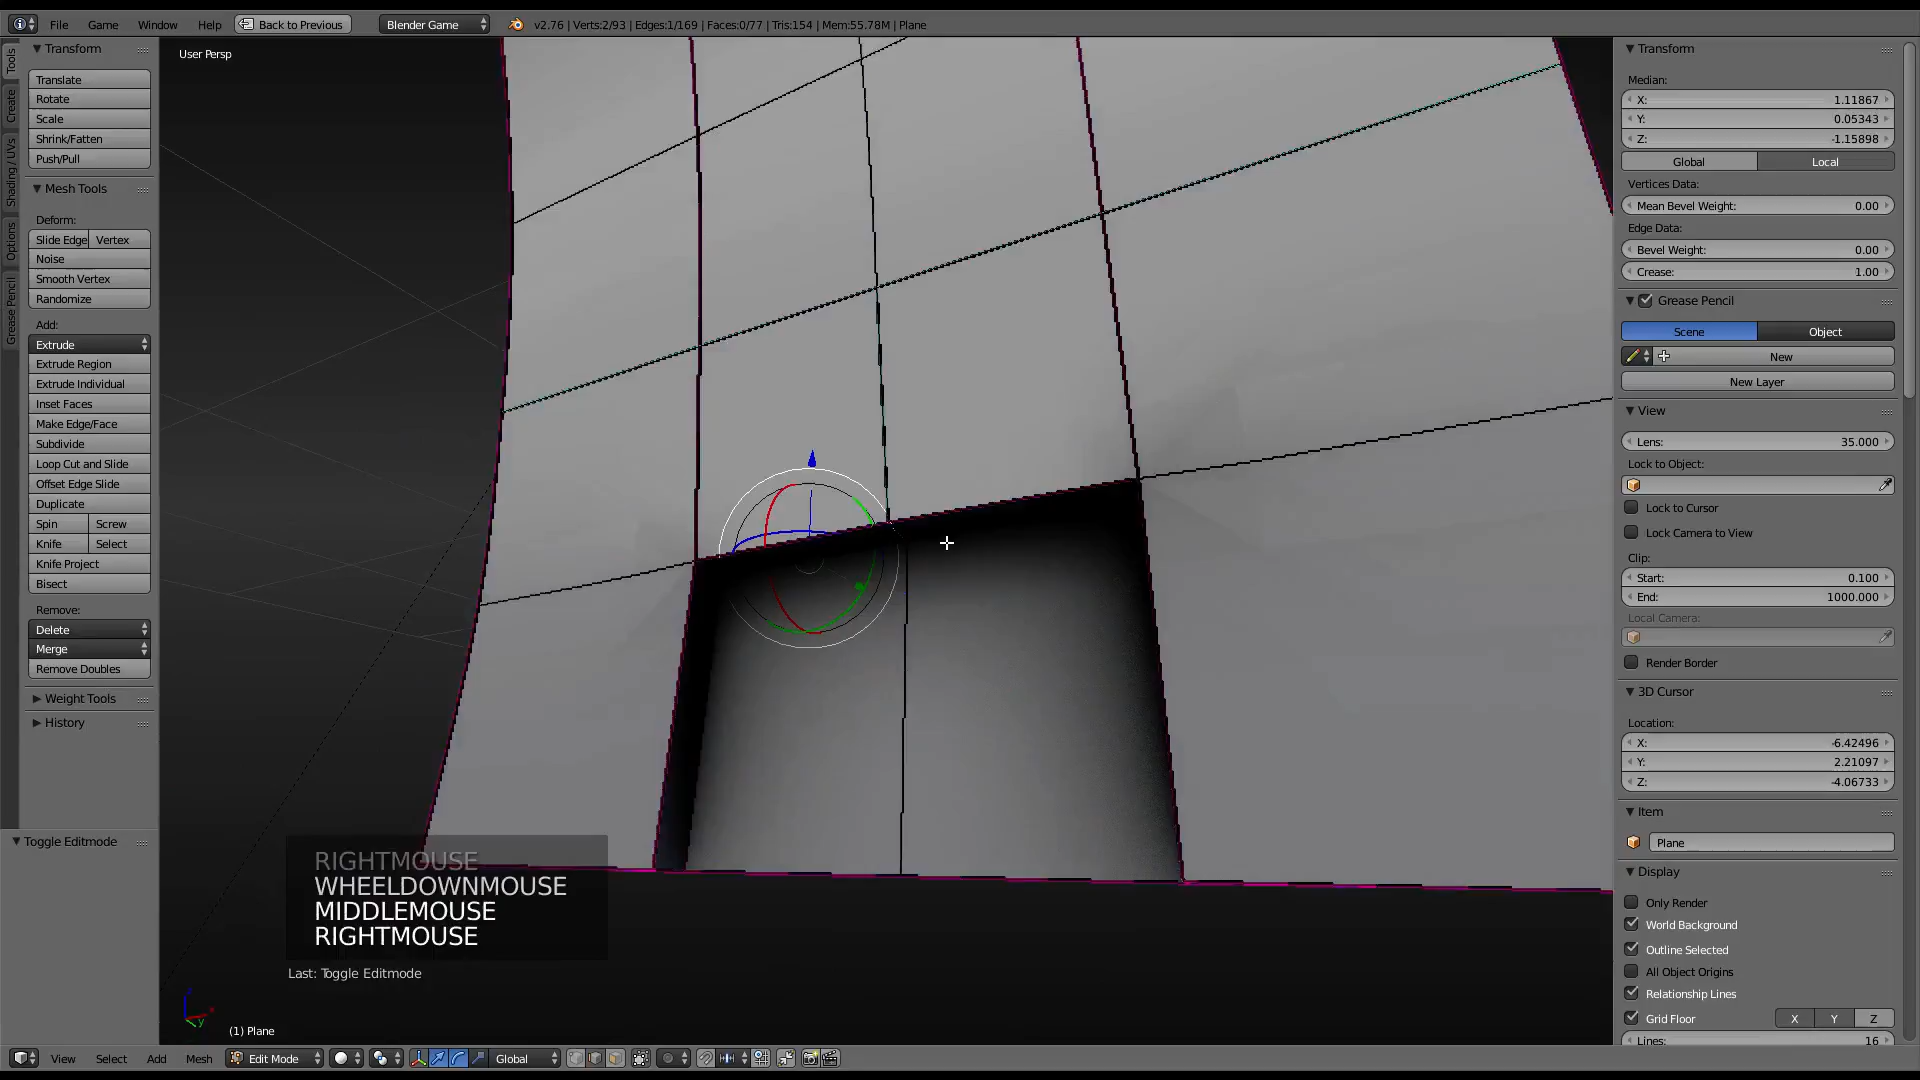 File Window Help Back to Previous Blender Game v2.76 | Verts:2/93 | Edges:1/169 | Faces:0/77 | Tris:154 | Mem:55.78M | Plane
Game
User Persp
Tools
Create
Shading / UVs
Options
Grease Pencil
Transform
Translate
Rotate
Scale
Shrink/Fatten
Push/Pull
Mesh Tools
Deform:
Slide Edge Vertex
Noise
Smooth Vertex
Randomize
Add:
Extrude
Extrude Region
Extrude Individual
Inset Faces
Make Edge/Face
Subdivide
Loop Cut and Slide
Offset Edge Slide
Duplicate
Spin Screw
Knife Select
Knife Project
Bisect
Remove:
Delete
Merge
Remove Doubles
Weight Tools
History
Toggle Editmode
RIGHTMOUSE
WHEELDOWNMOUSE
MIDDLEMOUSE
RIGHTMOUSE
Last: Toggle Editmode
z
x
y
(1) Plane
View Select Add Mesh Edit Mode Global
Transform
Median:
X: 1.11867
Y: 0.05343
Z: -1.15898
Global Local
Vertices Data:
Mean Bevel Weight: 0.00
Edge Data:
Bevel Weight: 0.00
Crease: 1.00
Grease Pencil
Scene Object
New
New Layer
View
Lens: 35.000
Lock to Object:
Lock to Cursor
Lock Camera to View
Clip:
Start: 0.100
End: 1000.000
Local Camera:
Render Border
3D Cursor
Location:
X: -6.42496
Y: 2.21097
Z: -4.06733
Item
Plane
Display
Only Render
World Background
Outline Selected
All Object Origins
Relationship Lines
Grid Floor X Y Z
Lines: 16